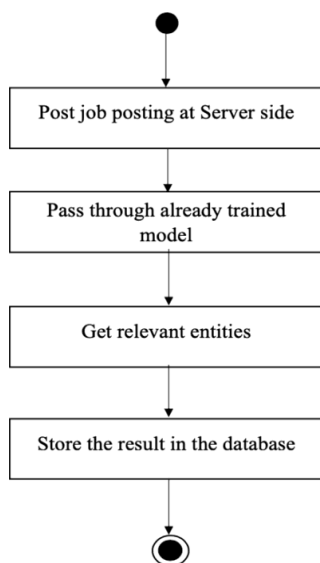 Post job posting at Server side
Pass through already trained
model
Get relevant entities
Store the result in the database